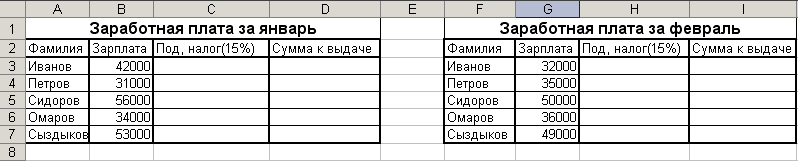 A B C D E F G H I
1 Заработная плата за январь Заработная плата за февраль
2 Фамилия Зарплата Под, налог(15%) Сумма к выдаче Фамилия Зарплата Под, налог(15%) Сумма к выдаче
3 Иванов 42000 Иванов 32000
4 Петров 31000 Петров 35000
5 Сидоров 56000 Сидоров 50000
6 Омаров 34000 Омаров 36000
7 Сыздыков 53000 Сыздыков 49000
8